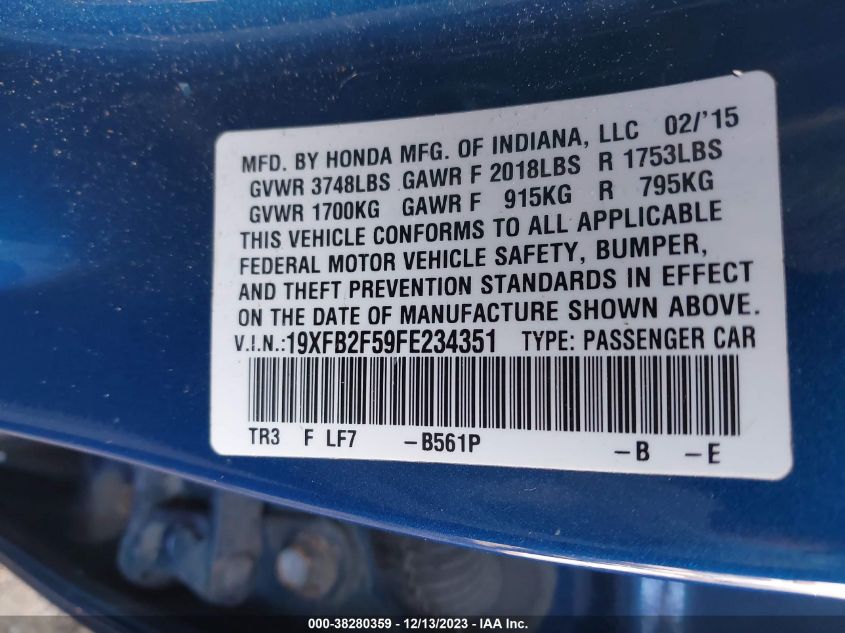 MFD. BY HONDA MFG. OF INDIANA, LLC 02/'15
GVWR 3748LBS GAWR F 2018LBS R 1753LBS
GVWR 1700KG GAWR F 915KG R 795KG
THIS VEHICLE CONFORMS TO ALL APPLICABLE
FEDERAL MOTOR VEHICLE SAFETY, BUMPER,
AND THEFT PREVENTION STANDARDS IN EFFECT
ON THE DATE OF MANUFACTURE SHOWN ABOVE.
V.I.N.:19XFB2F59FE234351 TYPE: PASSENGER CAR
TR3 F LF7 –B561P –B –E
000-38280359 - 12/13/2023 - IAA Inc.